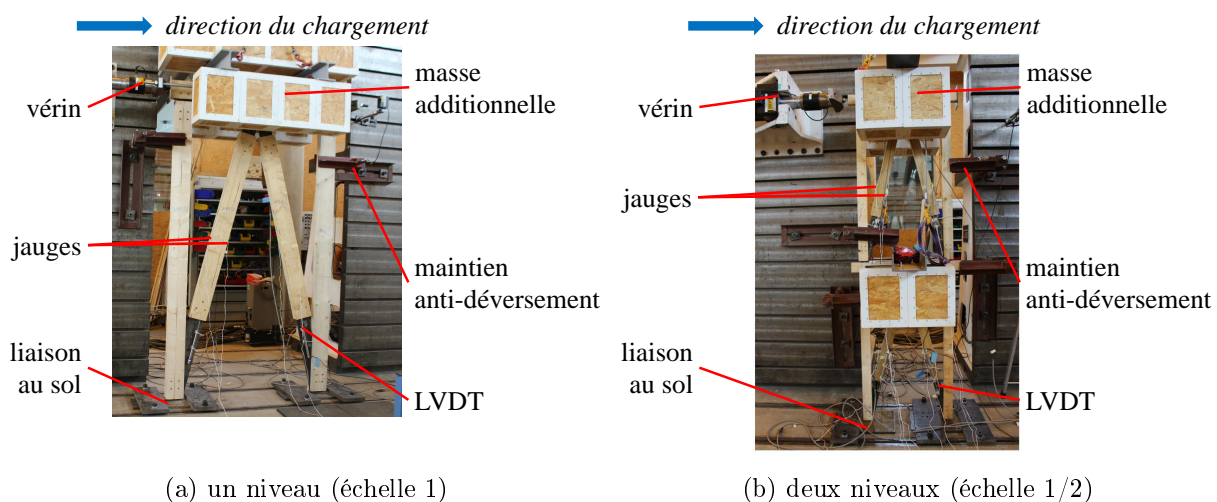 direction du chargement
vérin
masse
additionnelle
jauges
maintien
anti-déversement
liaison
au sol
LVDT
(a) un niveau (échelle 1)
direction du chargement
vérin
masse
additionnelle
jauges
maintien
anti-déversement
liaison
au sol
LVDT
(b) deux niveaux (échelle 1/2)